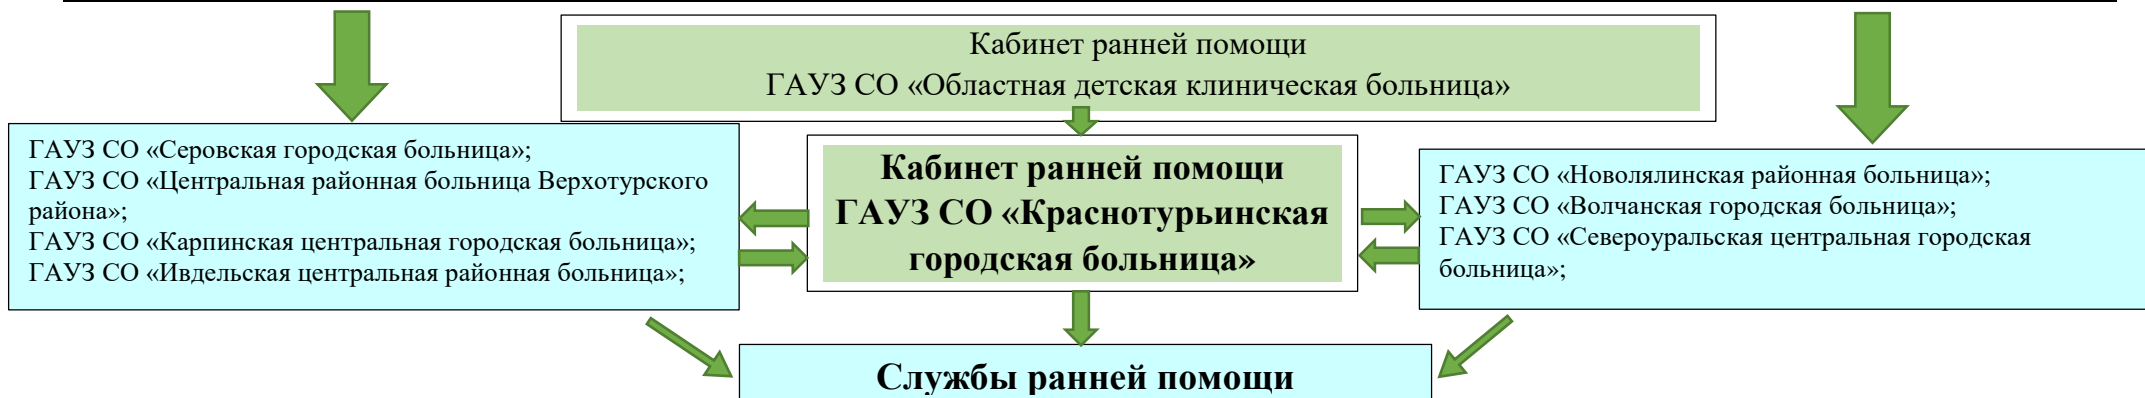 Кабинет ранней помощи
ГАУЗ СО «Областная детская клиническая больница»
ГАУЗ СО «Серовская городская больница»;
ГАУЗ СО «Центральная районная больница Верхотурского
района»;
ГАУЗ СО «Карпинская центральная городская больница»;
ГАУЗ СО «Ивдельская центральная районная больница»;
Кабинет ранней помощи
ГАУЗ СО «Краснотурьинская
городская больница»
ГАУЗ СО «Новолялинская районная больница»;
ГАУЗ СО «Волчанская городская больница»;
ГАУЗ СО «Североуральская центральная городская
больница»;
Службы ранней помощи